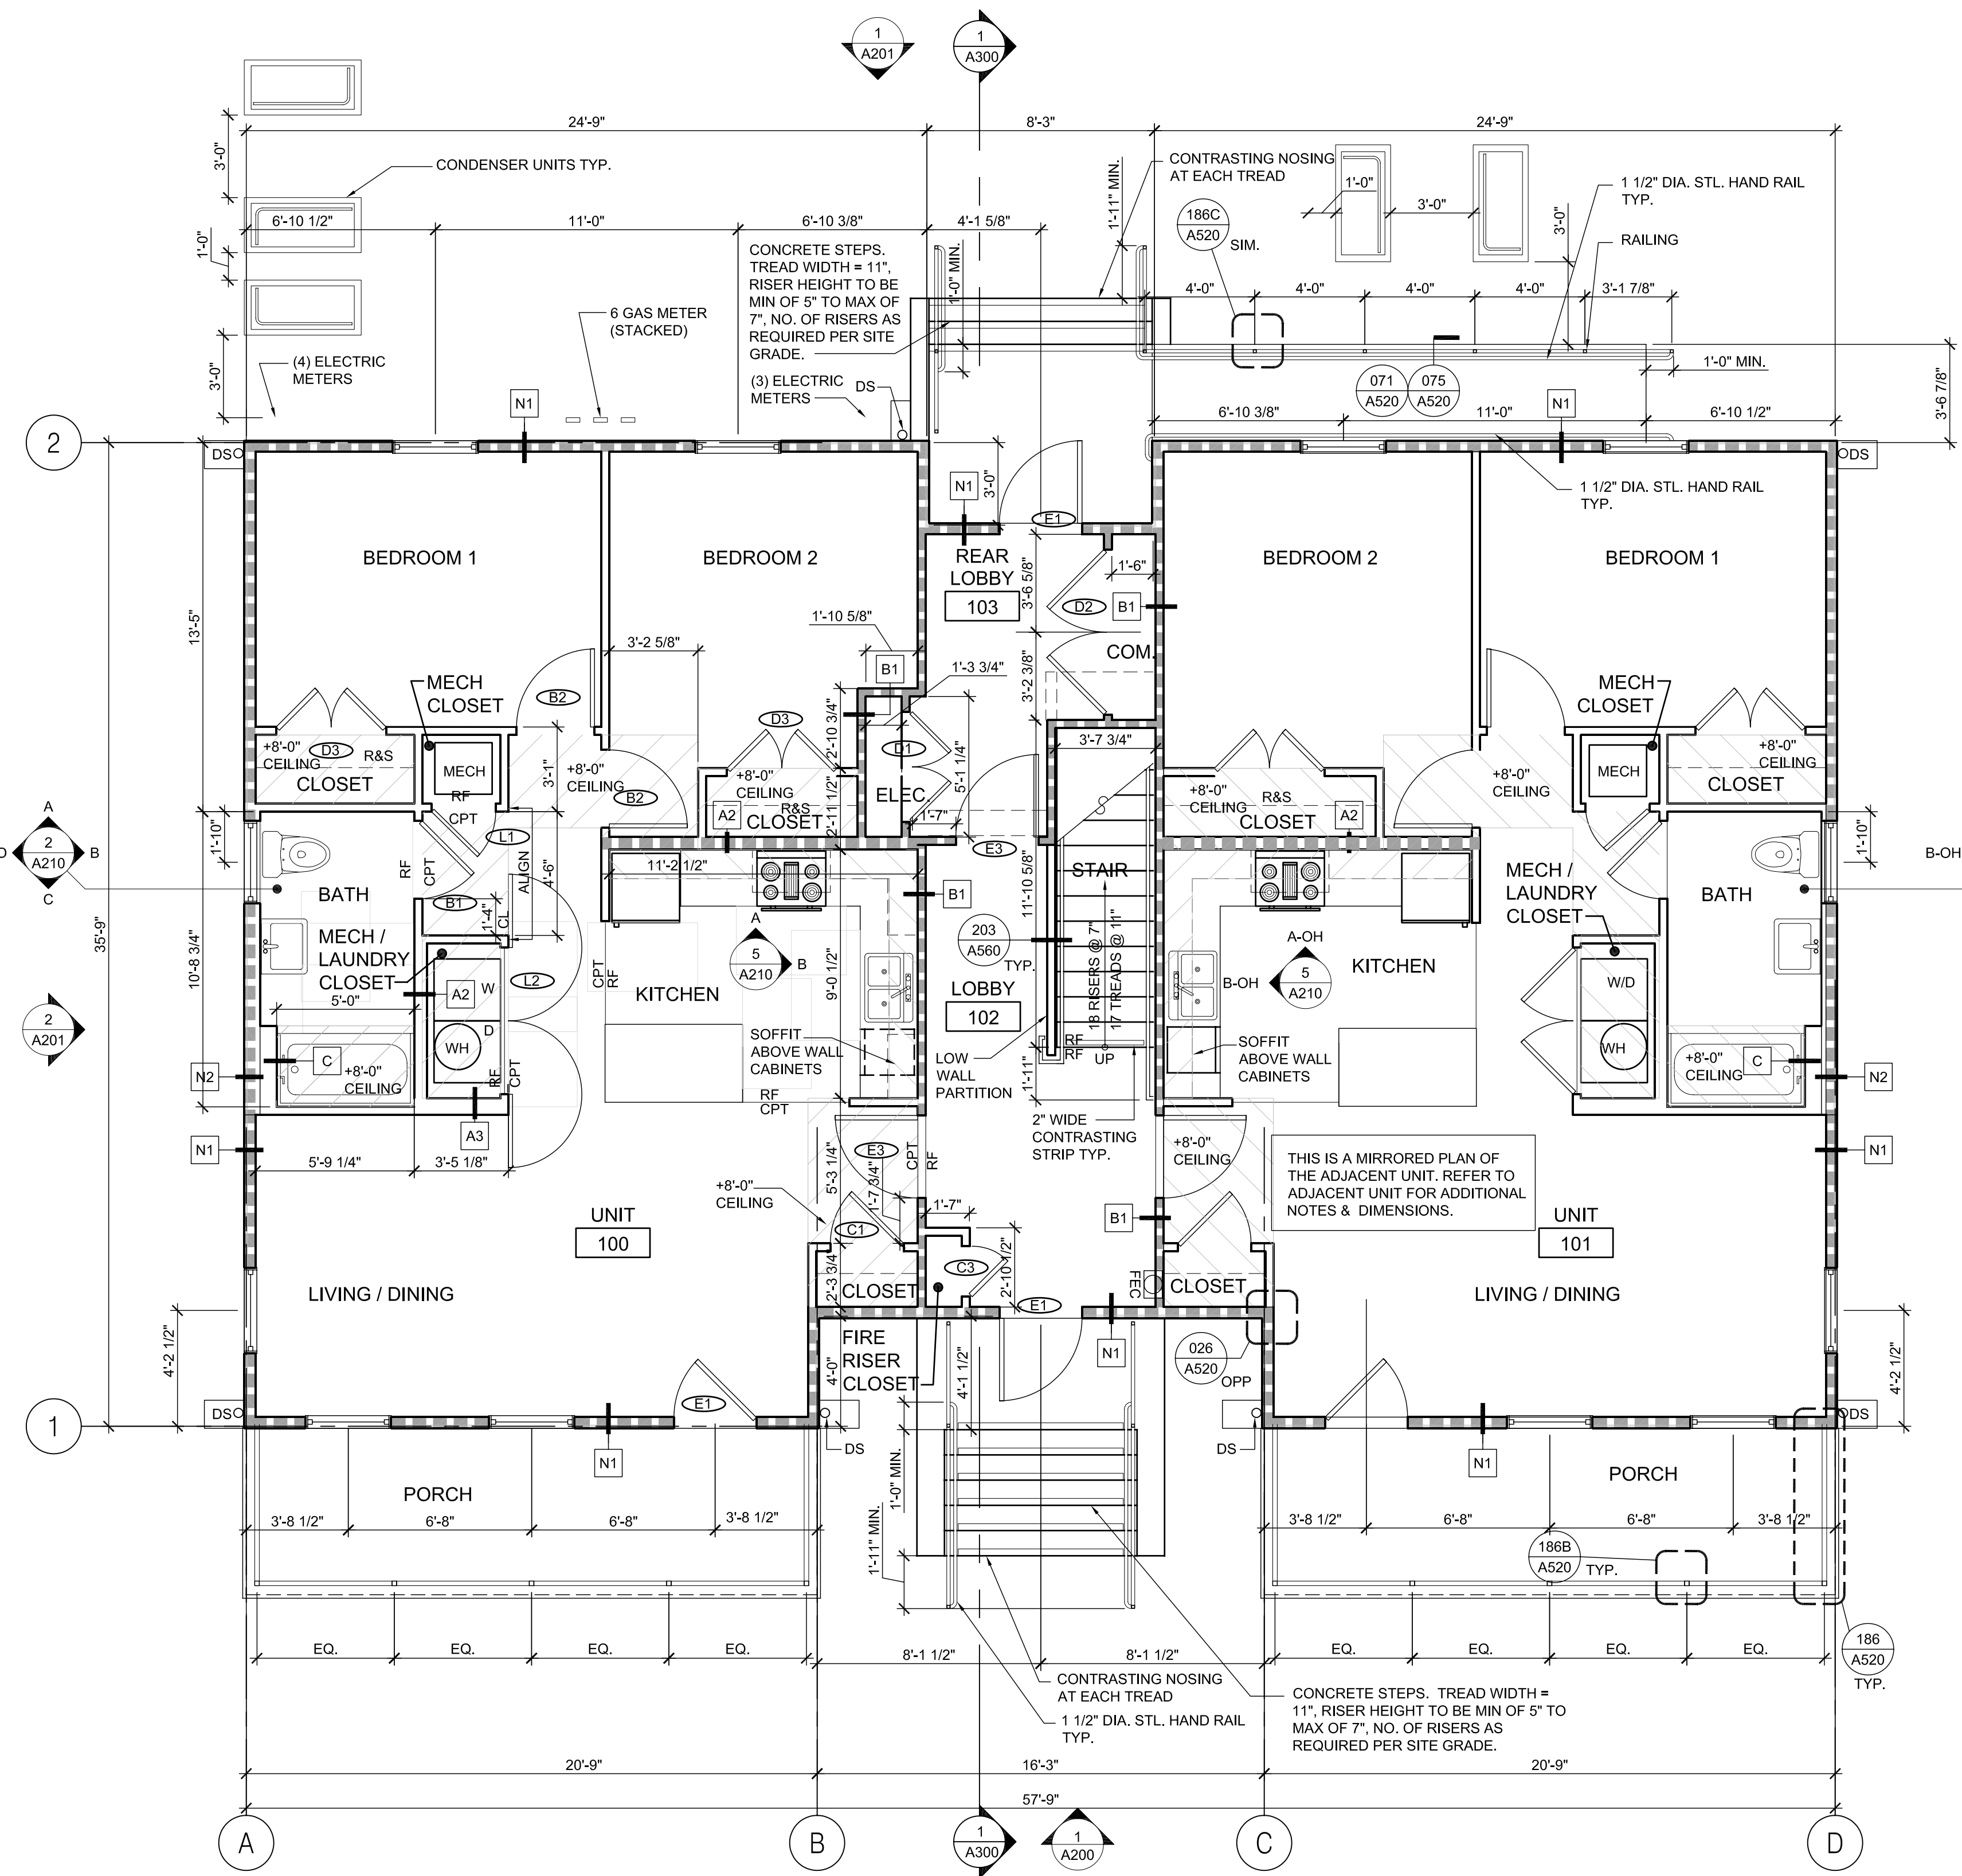 1
A201
1
A300
24'-9"
8'-3"
24'-9"
3'-0"
CONDENSER UNITS TYP.
CONTRASTING NOSING
AT EACH TREAD
1'-11" MIN.
1 1/2" DIA. STL. HAND RAIL
TYP.
RAILING
1'-0"
3'-0"
3'-0"
186C
A520
SIM.
6'-10 1/2"
11'-0"
6'-10 3/8"
4'-1 5/8"
1'-0"
CONCRETE STEPS.
TREAD WIDTH = 11",
RISER HEIGHT TO BE
MIN OF 5" TO MAX OF
7", NO. OF RISERS AS
REQUIRED PER SITE
GRADE.
1'-0" MIN.
4'-0"
4'-0"
4'-0"
4'-0"
3'-1 7/8"
6 GAS METER
(STACKED)
3'-0"
(4) ELECTRIC
METERS
(3) ELECTRIC
METERS
DS
071
A520
075
A520
1'-0" MIN.
3'-6 7/8"
N1
6'-10 3/8"
11'-0"
N1
6'-10 1/2"
2
DS
DS
N1
3'-0"
1 1/2" DIA. STL. HAND RAIL
TYP.
E1
BEDROOM 1
BEDROOM 2
REAR
LOBBY
103
3'-6 5/8"
1'-6"
D2
B1
BEDROOM 2
BEDROOM 1
13'-5"
3'-2 5/8"
1'-10 5/8"
B1
1'-3 3/4"
3'-2 3/8"
COM.
MECH
CLOSET
B2
D3
2'-10 3/4"
D1
5'-1 1/4"
3'-7 3/4"
MECH
CLOSET
+8'-0"
CEILING
D3
R&S
CLOSET
MECH
RF
CPT
3'-1"
+8'-0"
CEILING
B2
+8'-0"
CEILING
R&S
A2
CLOSET
2'-11 1/2"
ELEC.
1'-7"
+8'-0"
CEILING
R&S
CLOSET
A2
+8'-0"
CEILING
MECH
+8'-0"
CEILING
CLOSET
A
D
2
A210
B
C
1'-10"
L1
ALIGN
4'-6"
RF
CPT
BATH
B1
1'-4"
CL
11'-2 1/2"
E3
STAIR
11'-10 5/8"
B1
1'-10"
B-OH
MECH /
LAUNDRY
CLOSET
BATH
35'-9"
10'-8 3/4"
MECH /
LAUNDRY
CLOSET
5'-0"
A2
W
D
WH
L2
CPT
RF
KITCHEN
A
5
A210
B
9'-0 1/2"
203
A560
TYP.
LOBBY
102
18 RISERS @ 7"
17 TREADS @ 11"
RF
RF
UP
A-OH
B-OH
5
A210
KITCHEN
W/D
WH
2
A201
N2
C
+8'-0"
CEILING
RF
CPT
SOFFIT
ABOVE WALL
CABINETS
RF
CPT
LOW
WALL
PARTITION
1'-11"
SOFFIT
ABOVE WALL
CABINETS
+8'-0"
CEILING
C
N2
A3
N1
5'-9 1/4"
3'-5 1/8"
2" WIDE
CONTRASTING
STRIP TYP.
E3
CPT
RF
5'-3 1/4"
1'-7 3/4"
+8'-0"
CEILING
+8'-0"
CEILING
THIS IS A MIRRORED PLAN OF
THE ADJACENT UNIT. REFER TO
ADJACENT UNIT FOR ADDITIONAL
NOTES & DIMENSIONS.
N1
UNIT
100
C1
1'-7"
B1
UNIT
101
LIVING / DINING
2'-3 3/4"
CLOSET
C3
2'-10 1/2"
FEC
CLOSET
LIVING / DINING
E1
4'-2 1/2"
FIRE
RISER
CLOSET
4'-0"
4'-1 1/2"
N1
026
A520
OPP
4'-2 1/2"
1
DS
E1
DS
DS
DS
N1
N1
PORCH
1'-0" MIN.
PORCH
3'-8 1/2"
6'-8"
6'-8"
3'-8 1/2"
3'-8 1/2"
6'-8"
6'-8"
3'-8 1/2"
1'-11" MIN.
186B
A520
TYP.
EQ.
EQ.
EQ.
EQ.
8'-1 1/2"
8'-1 1/2"
EQ.
EQ.
EQ.
EQ.
186
A520
TYP.
CONTRASTING NOSING
AT EACH TREAD
1 1/2" DIA. STL. HAND RAIL
TYP.
CONCRETE STEPS. TREAD WIDTH =
11", RISER HEIGHT TO BE MIN OF 5" TO
MAX OF 7", NO. OF RISERS AS
REQUIRED PER SITE GRADE.
20'-9"
16'-3"
20'-9"
57'-9"
A
B
1
A300
1
A200
C
D